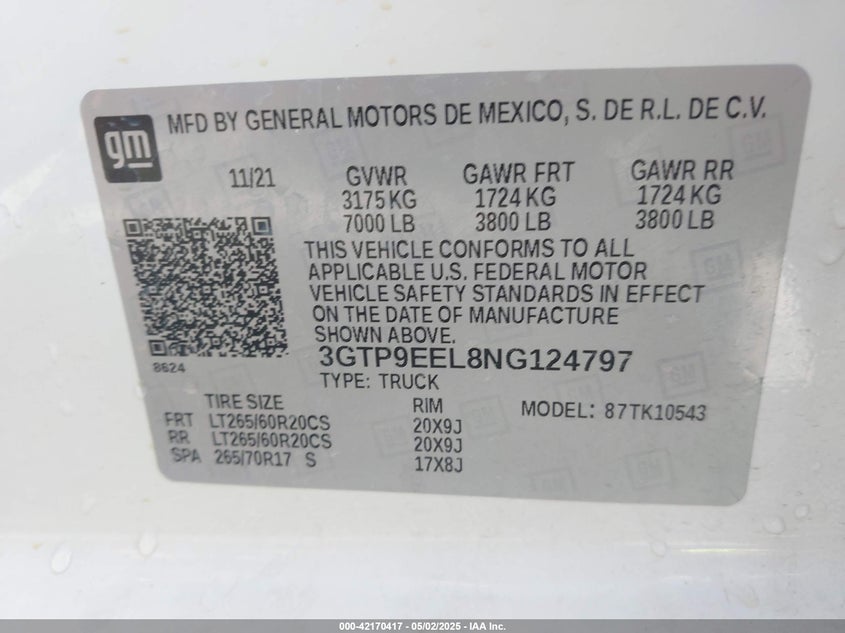 gm
MFD BY GENERAL MOTORS DE MEXICO, S. DE R.L. DE C.V.
11/21 GVWR GAWR FRT GAWR RR
3175 KG 1724 KG 1724 KG
7000 LB 3800 LB 3800 LB
THIS VEHICLE CONFORMS TO ALL
APPLICABLE U.S. FEDERAL MOTOR
VEHICLE SAFETY STANDARDS IN EFFECT
ON THE DATE OF MANUFACTURE
SHOWN ABOVE.
8624
3GTP9EEL8NG124797
TYPE: TRUCK
TIRE SIZE RIM MODEL: 87TK10543
FRT LT265/60R20CS 20X9J
RR LT265/60R20CS 20X9J
SPA 265/70R17 S 17X8J
000-42170417 - 05/02/2025 - IAA Inc.